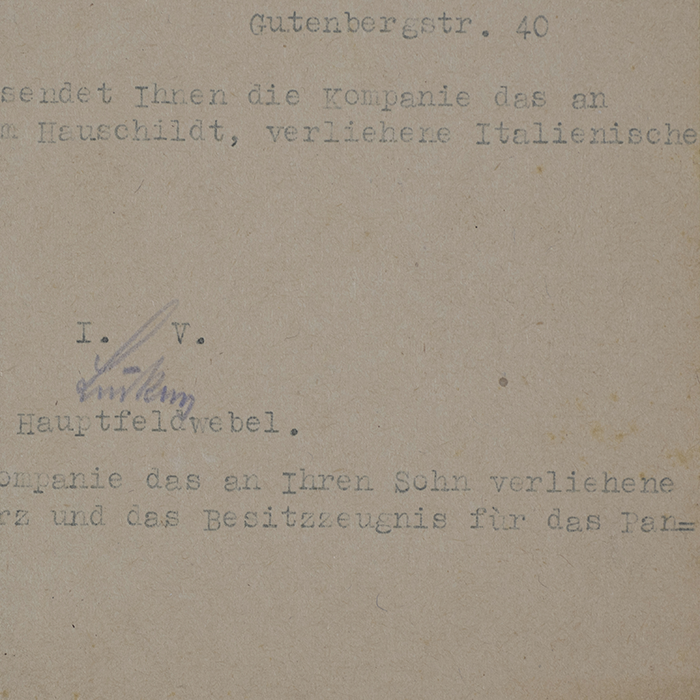 Gutenbergstr. 40
sendet Ihnen die Kompanie das an
m Hauschildt, verliehene Italienische
I. V.
Hauptfeldwebel.
ompanie das an Ihren Sohn verliehene
rz und das Besitzzeugnis für das Pan=